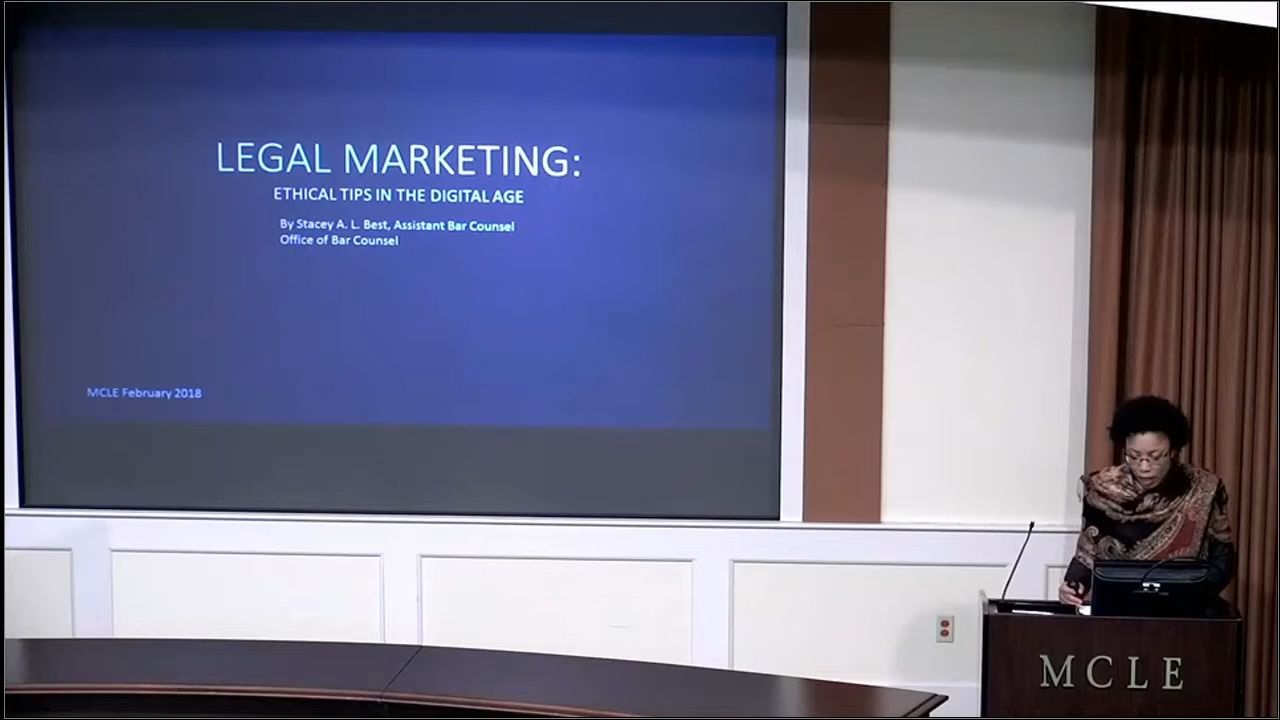 LEGAL MARKETING:
ETHICAL TIPS IN THE DIGITAL AGE
By Stacey A. L. Best, Assistant Bar Counsel
Office of Bar Counsel
MCLE February 2018
MCLE